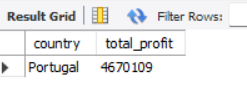 Result Grid Filter Rows:
country total_profit
Portugal 4670109